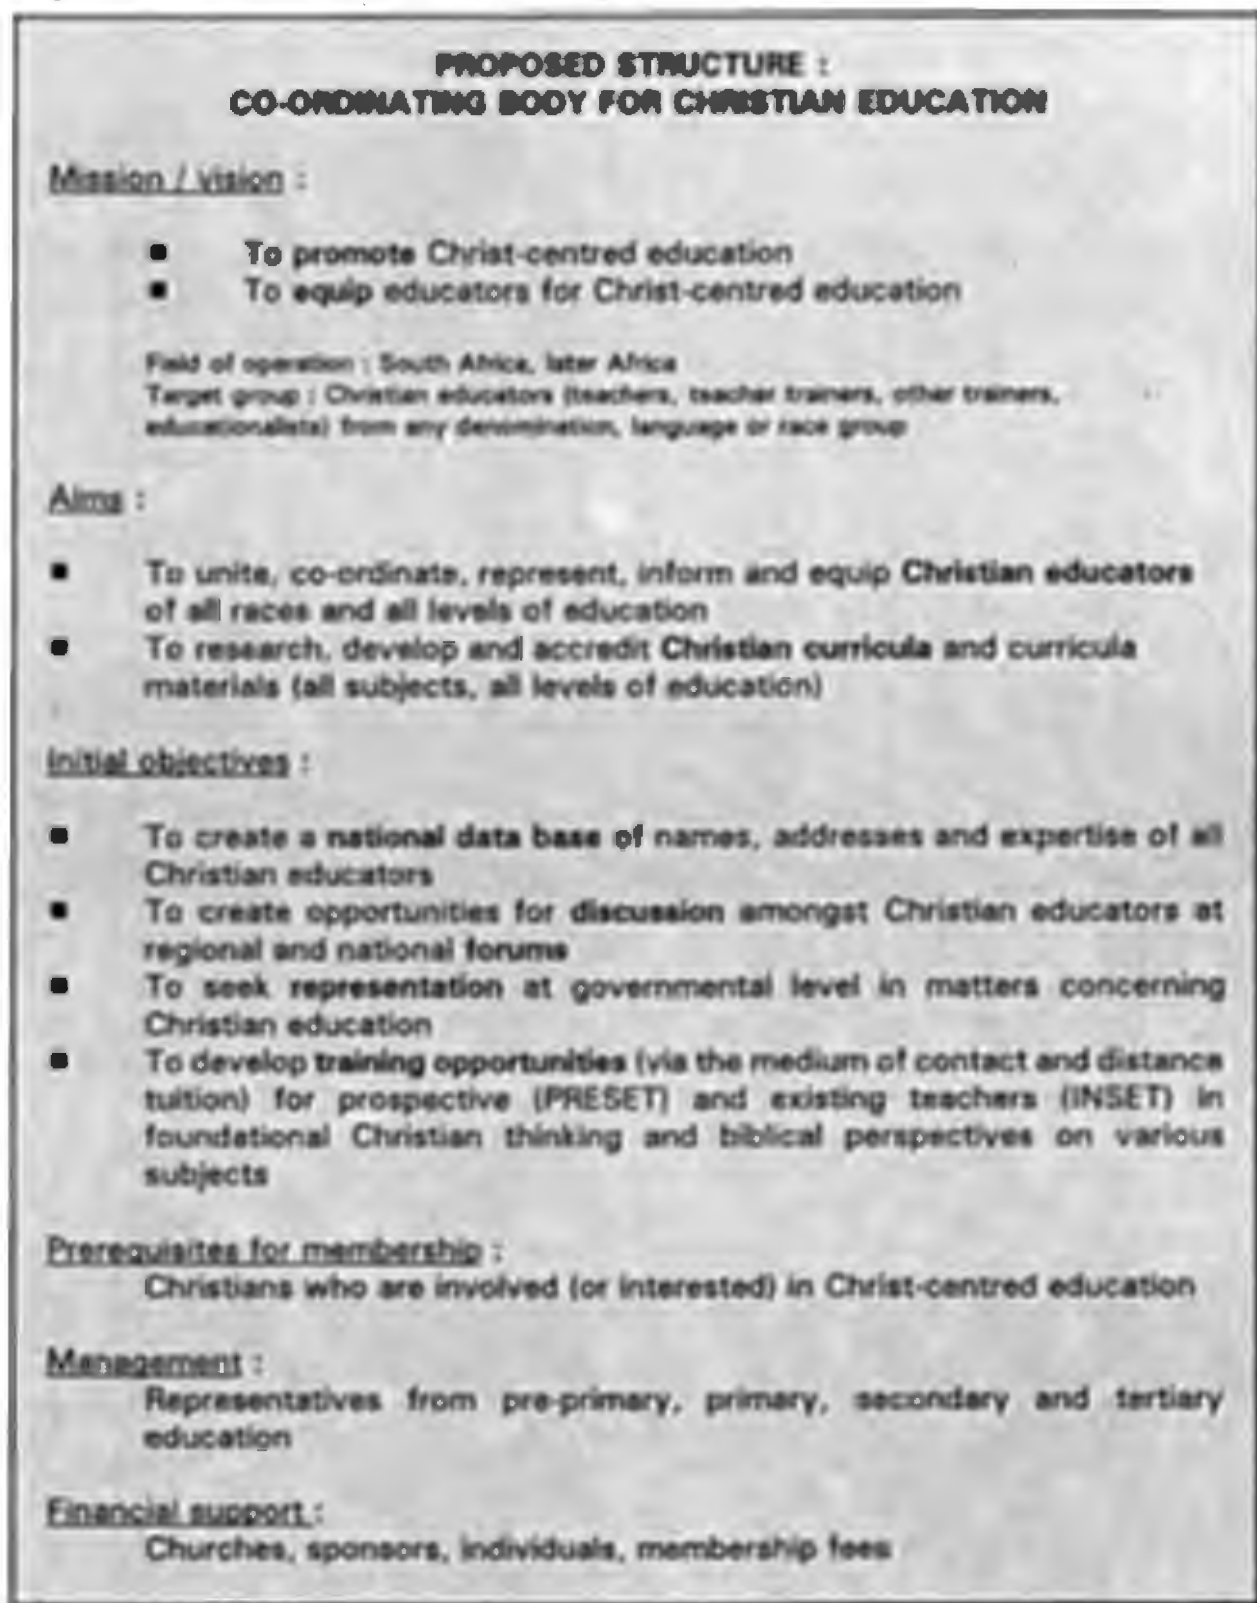 PROPOSED STRUCTURE :
CO-ORDINATING BODY FOR CHRISTIAN EDUCATION
Mission / vision :
■ To promote Christ-centred education
■ To equip educators for Christ-centred education
Field of operation : South Africa, later Africa
Target group : Christian educators (teachers, teacher trainers, other trainers,
educationalists) from any denomination, language or race group
Aims :
■ To unite, co-ordinate, represent, inform and equip Christian educators
of all races and all levels of education
■ To research, develop and accredit Christian curricula and curricula
materials (all subjects, all levels of education)
Initial objectives :
■ To create a national data base of names, addresses and expertise of all
Christian educators
■ To create opportunities for discussion amongst Christian educators at
regional and national forums
■ To seek representation at governmental level in matters concerning
Christian education
■ To develop training opportunities (via the medium of contact and distance
tuition) for prospective (PRESET) and existing teachers (INSET) in
foundational Christian thinking and biblical perspectives on various
subjects
Prerequisites for membership :
Christians who are involved (or interested) in Christ-centred education
Management :
Representatives from pre-primary, primary, secondary and tertiary
education
Financial support :
Churches, sponsors, individuals, membership fees